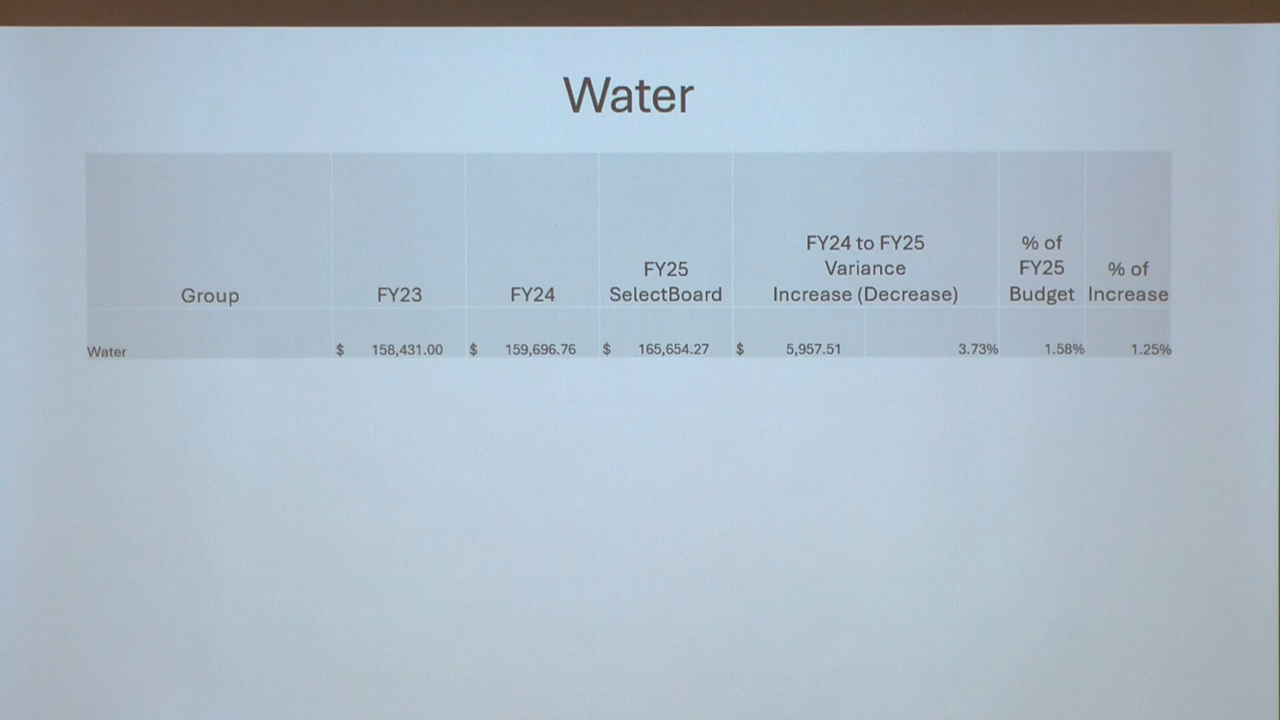 Water
Group FY23 FY24 FY25 SelectBoard FY24 to FY25 Variance Increase (Decrease) % of FY25 Budget % of Increase
Water $ 158,431.00 $ 159,696.76 $ 165,654.27 $ 5,957.51 3.73% 1.58% 1.25%